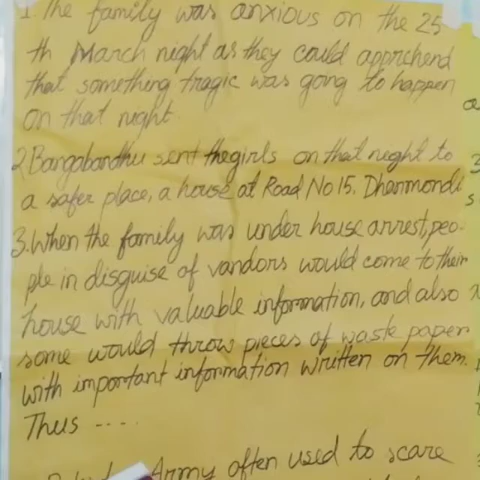 1. The family was anxious on the 25
th March night as they could apprehend
that something tragic was going to happen
on that night.
2. Bangabandhu sent the girls on that night to
a safer place, a house at Road No 15. Dhanmondi.
3. When the family was under house arrest, peo-
ple in disguise of vandors would come to their
house with valuable information, and also
some would throw pieces of waste paper
with important information written on them.
Thus ....
Army often used to scare